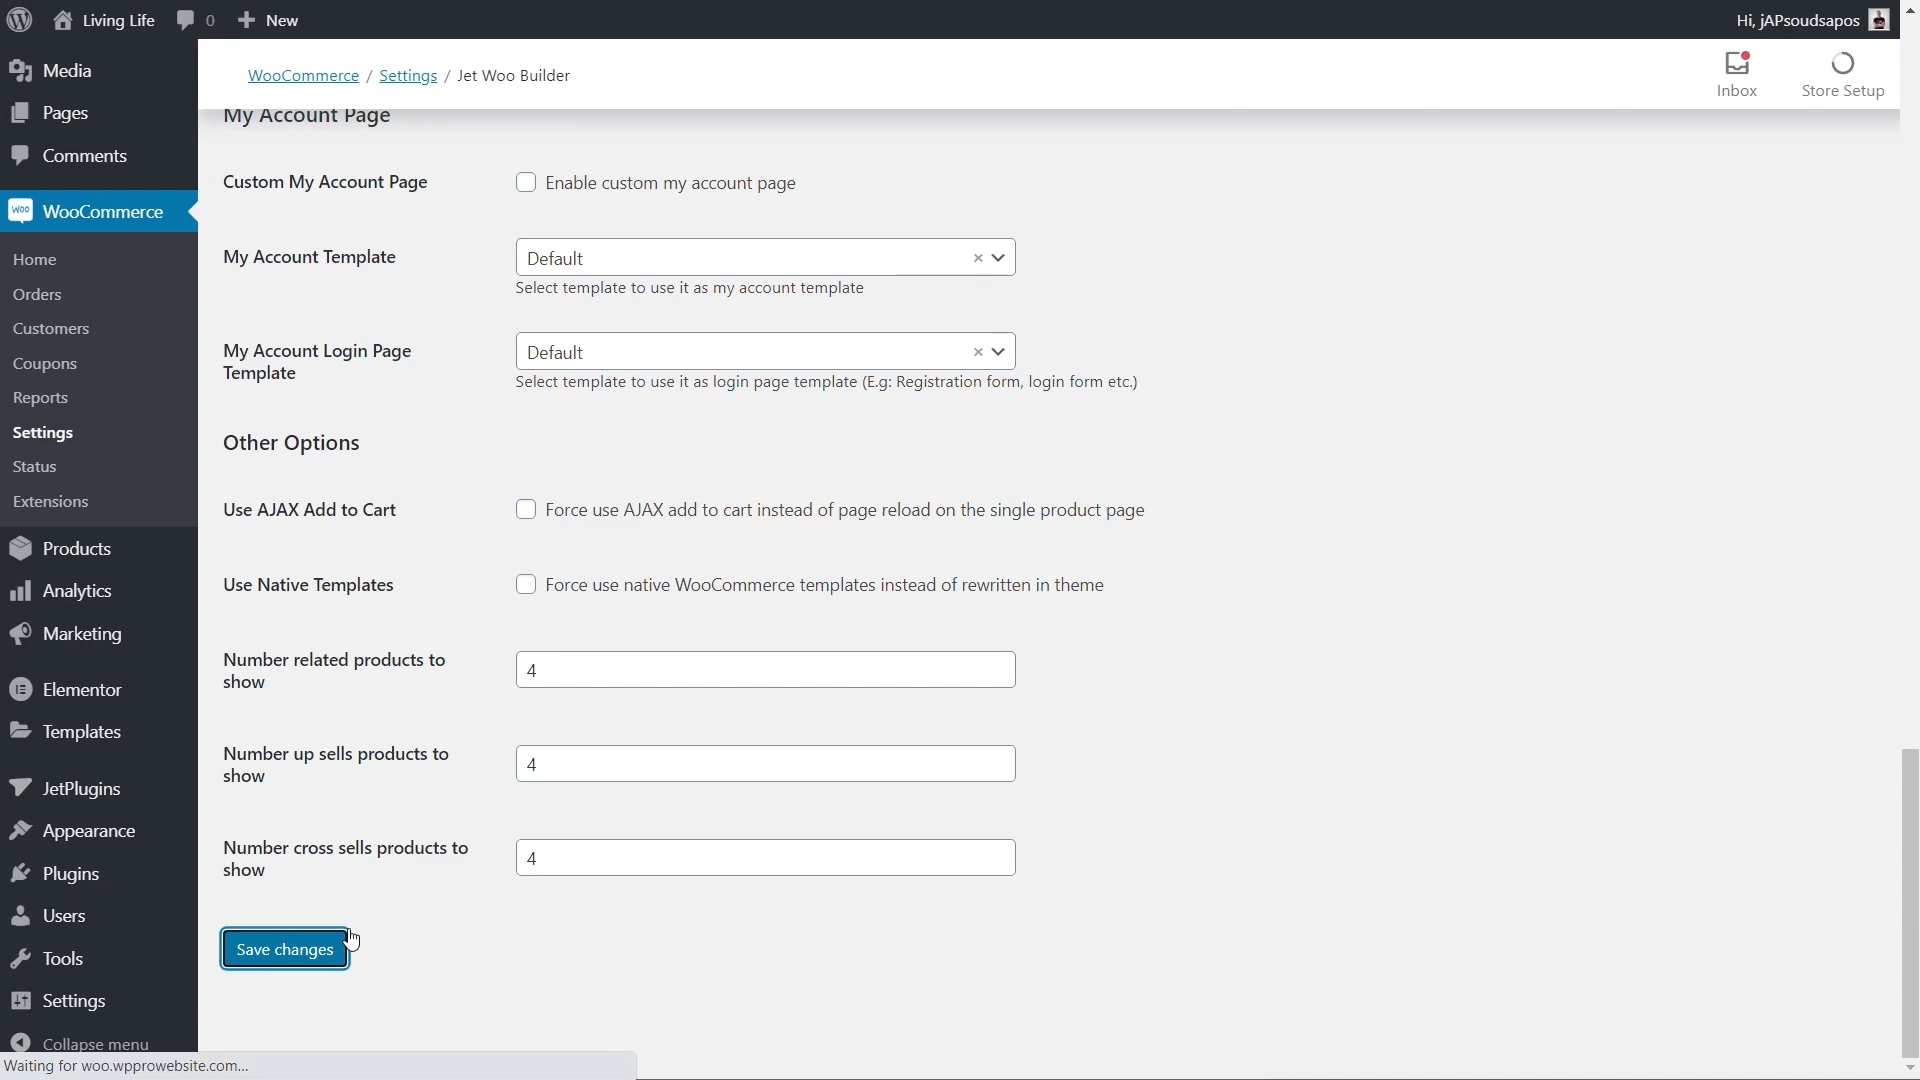 Living Life
0
New
Hi, jAPsoudsapos
WooCommerce / Settings / Jet Woo Builder
Inbox
Store Setup
Media
Pages
Comments
WooCommerce
Home
Orders
Customers
Coupons
Reports
Settings
Status
Extensions
Products
Analytics
Marketing
Elementor
Templates
JetPlugins
Appearance
Plugins
Users
Tools
Settings
Collapse menu
My Account Page
Custom My Account Page
Enable custom my account page
My Account Template
Default
Select template to use it as my account template
My Account Login Page
Template
Default
Select template to use it as login page template (E.g: Registration form, login form etc.)
Other Options
Use AJAX Add to Cart
Force use AJAX add to cart instead of page reload on the single product page
Use Native Templates
Force use native WooCommerce templates instead of rewritten in theme
Number related products to
show
4
Number up sells products to
show
4
Number cross sells products to
show
4
Save changes
Waiting for woo.wpprowebsite.com...